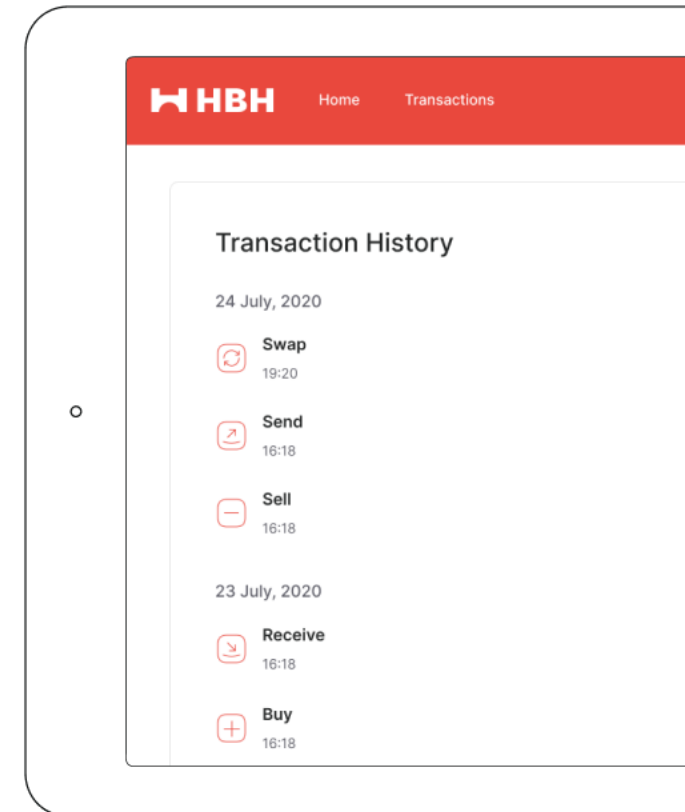 HBH Home Transactions
Transaction History
24 July, 2020
Swap
19:20
Send
16:18
Sell
16:18
23 July, 2020
Receive
16:18
Buy
16:18